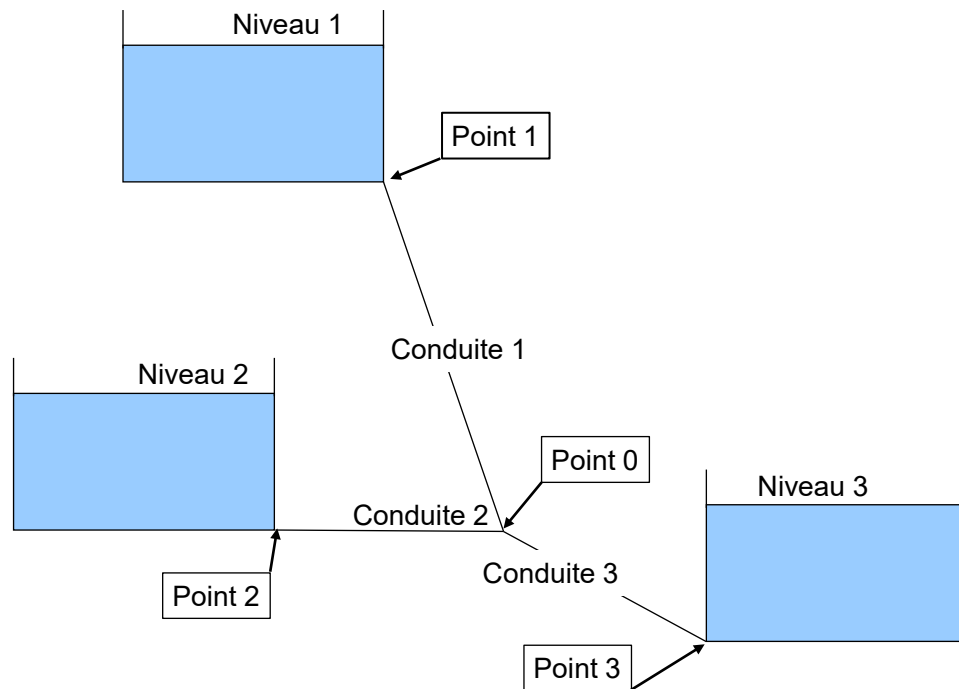 Niveau 1
Point 1
Conduite 1
Niveau 2
Point 0
Niveau 3
Conduite 2
Conduite 3
Point 2
Point 3